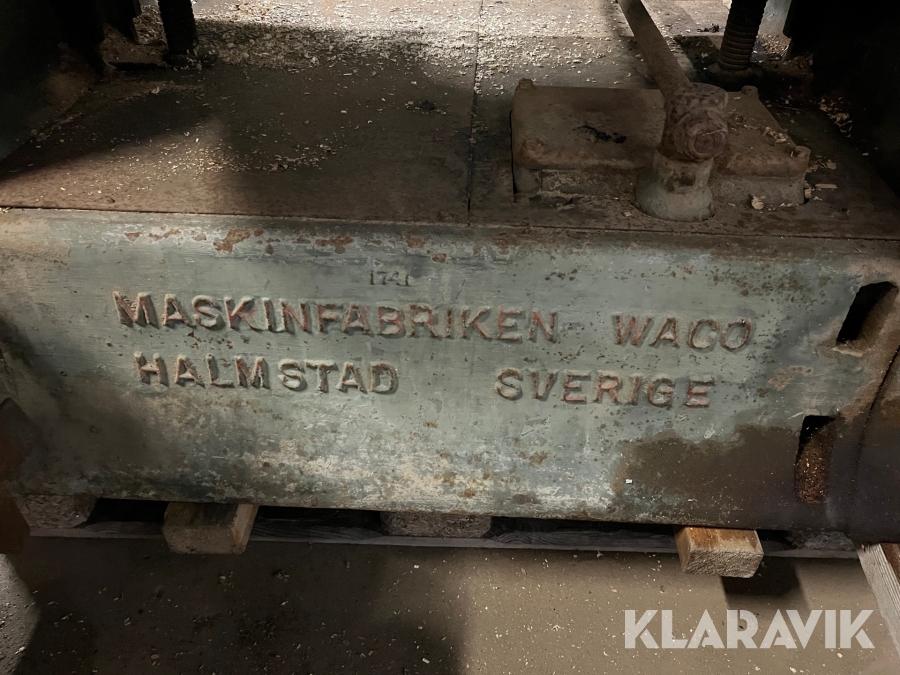 1741
MASKINFABRIKEN WACO
HALMSTAD SVERIGE
KLARAVIK